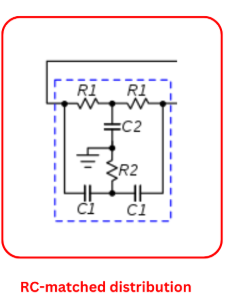 R1 R1
C2
R2
C1 C1
RC-matched distribution